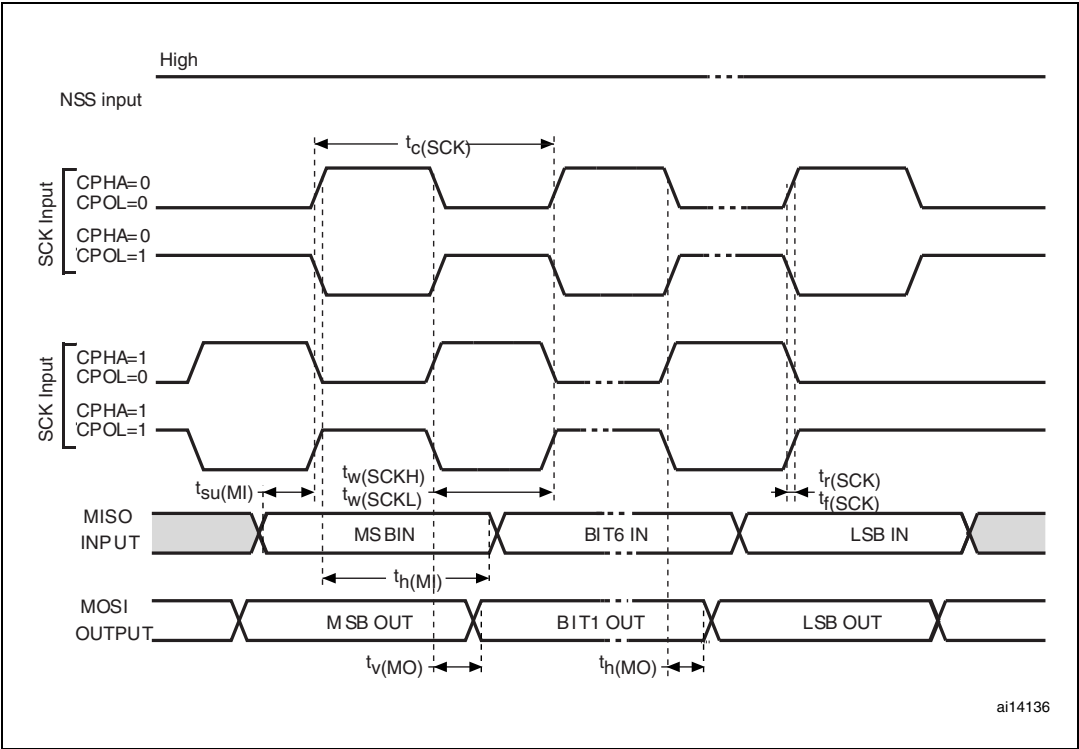 High
NSS input
tc(SCK)
SCK Input
CPHA=0
CPOL=0
CPHA=0
CPOL=1
SCK Input
CPHA=1
CPOL=0
CPHA=1
CPOL=1
tsu(MI)
tw(SCKH)
tw(SCKL)
tr(SCK)
tf(SCK)
MISO
INPUT
MSBIN
BIT6 IN
LSB IN
th(MI)
MOSI
OUTPUT
MSB OUT
BIT1 OUT
LSB OUT
tv(MO)
th(MO)
ai14136